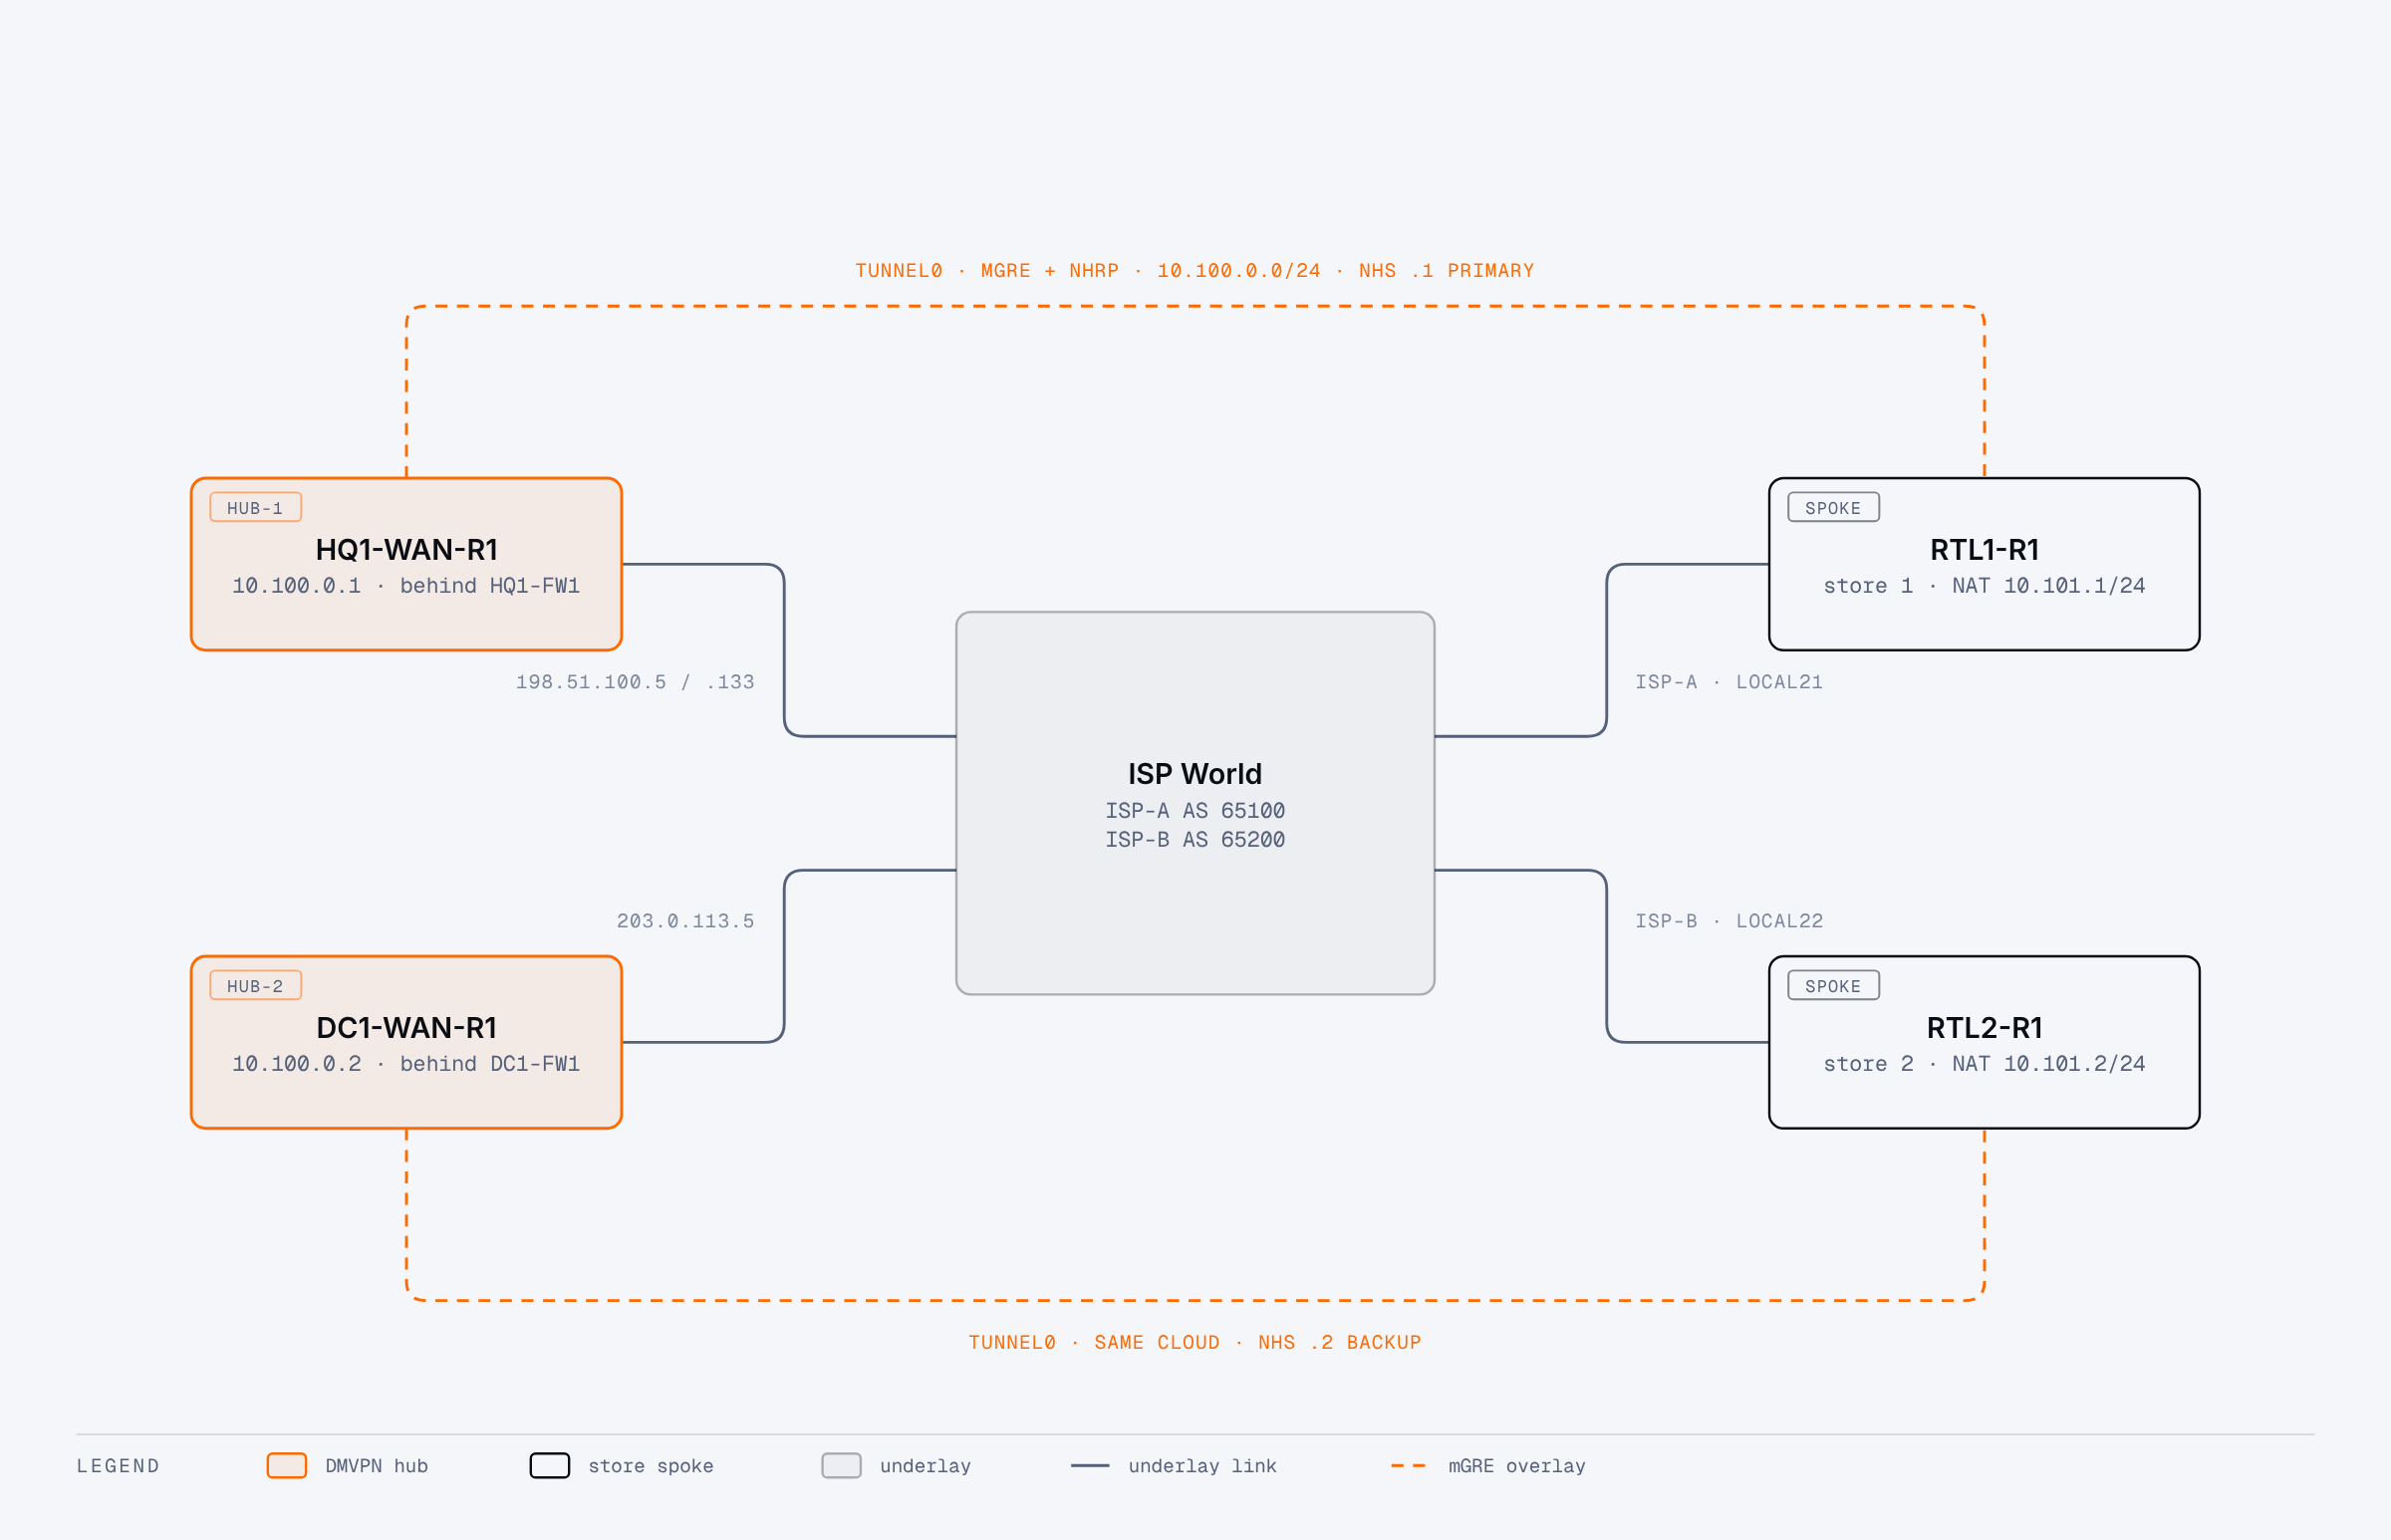 TUNNEL0 · MGRE + NHRP · 10.100.0.0/24 · NHS .1 PRIMARY
HUB-1
HQ1-WAN-R1
10.100.0.1 · behind HQ1-FW1
SPOKE
RTL1-R1
store 1 · NAT 10.101.1/24
198.51.100.5 / .133
ISP-A · LOCAL21
ISP World
ISP-A AS 65100
ISP-B AS 65200
203.0.113.5
ISP-B · LOCAL22
HUB-2
DC1-WAN-R1
10.100.0.2 · behind DC1-FW1
SPOKE
RTL2-R1
store 2 · NAT 10.101.2/24
TUNNEL0 · SAME CLOUD · NHS .2 BACKUP
LEGEND
DMVPN hub
store spoke
underlay
underlay link
mGRE overlay